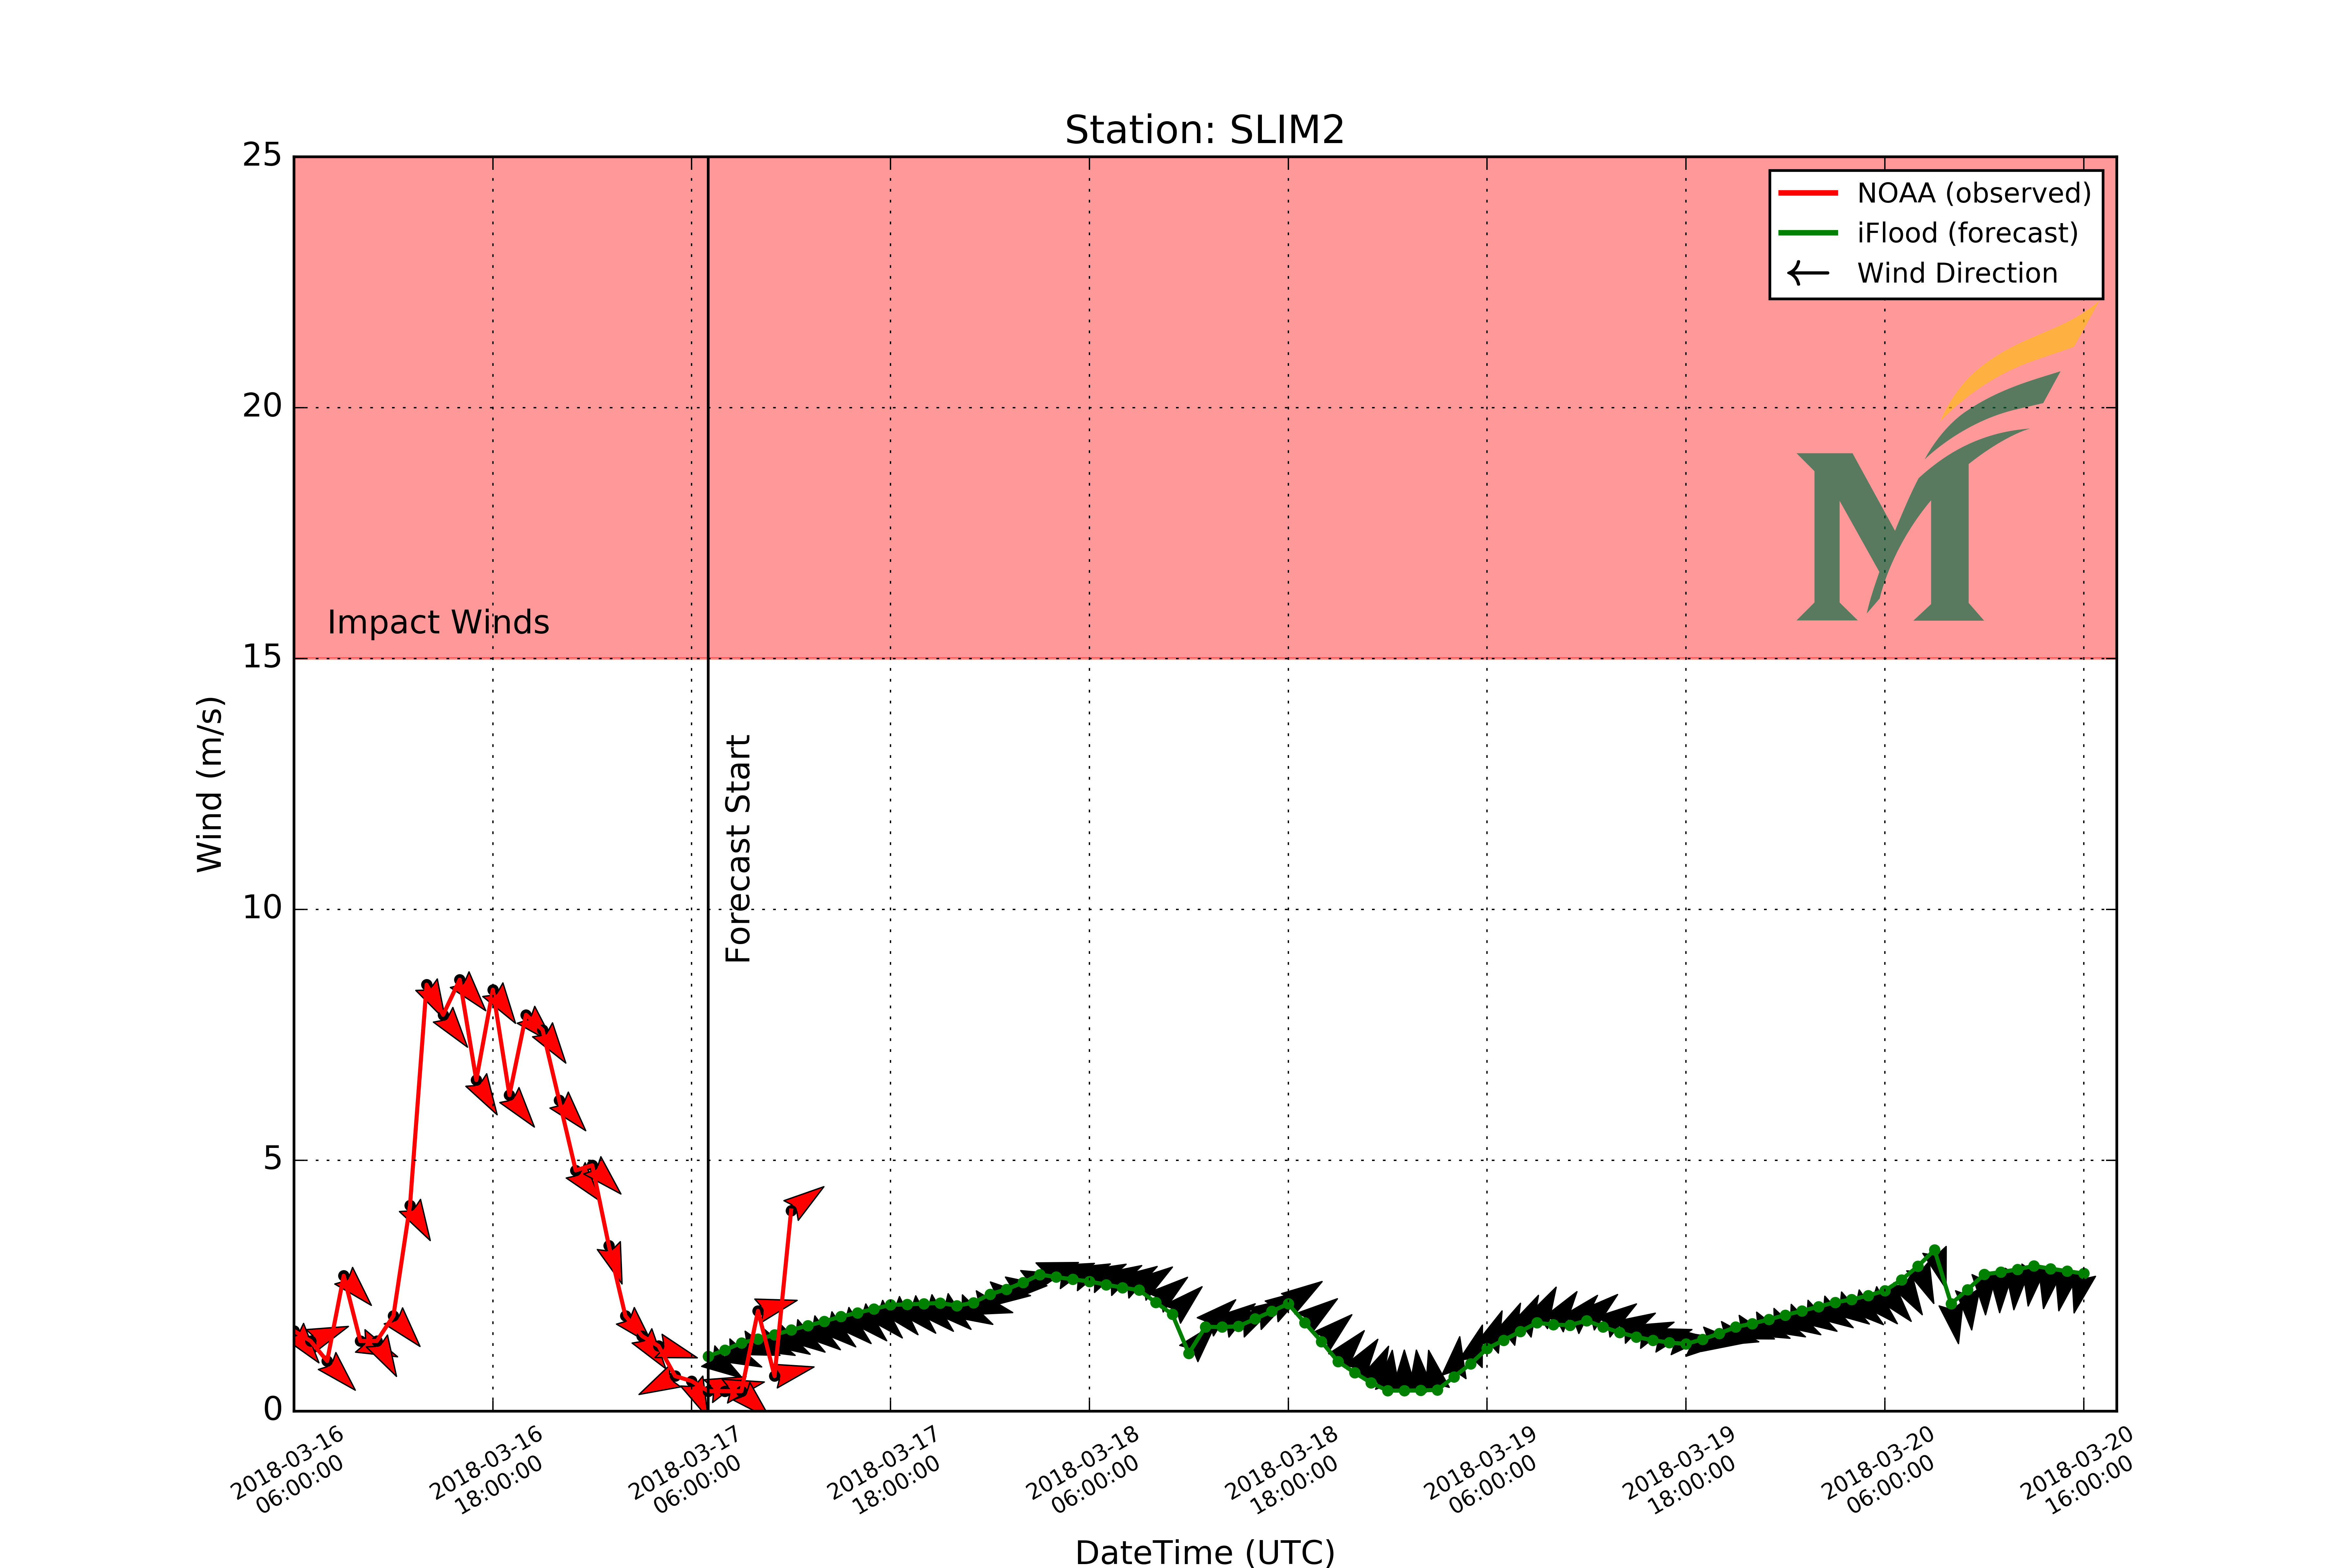 Station: SLIM2
25
20
15
10
5
0
Wind (m/s)
NOAA (observed)
iFlood (forecast)
Wind Direction
Impact Winds
Forecast Start
2018-03-16
06:00:00
2018-03-16
18:00:00
2018-03-17
06:00:00
2018-03-17
18:00:00
2018-03-18
06:00:00
2018-03-18
18:00:00
2018-03-19
06:00:00
2018-03-19
18:00:00
2018-03-20
06:00:00
2018-03-20
16:00:00
DateTime (UTC)
M